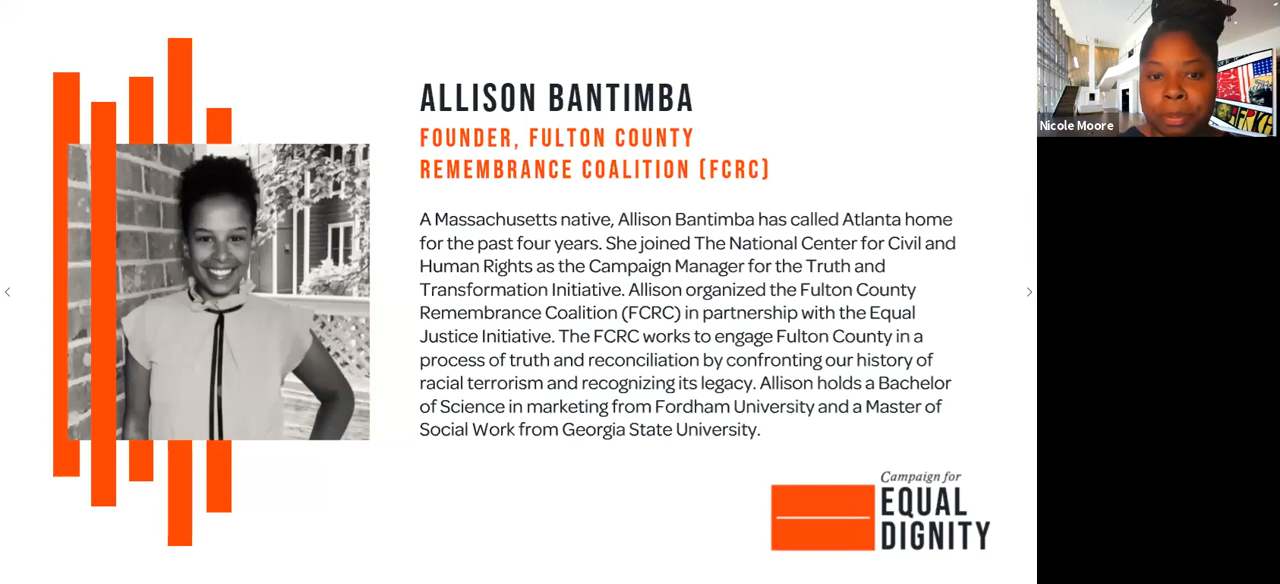 ALLISON BANTIMBA
FOUNDER, FULTON COUNTY
REMEMBRANCE COALITION (FCRC)
A Massachusetts native, Allison Bantimba has called Atlanta home
for the past four years. She joined The National Center for Civil and
Human Rights as the Campaign Manager for the Truth and
Transformation Initiative. Allison organized the Fulton County
Remembrance Coalition (FCRC) in partnership with the Equal
Justice Initiative. The FCRC works to engage Fulton County in a
process of truth and reconciliation by confronting our history of
racial terrorism and recognizing its legacy. Allison holds a Bachelor
of Science in marketing from Fordham University and a Master of
Social Work from Georgia State University.
Campaign for
EQUAL
DIGNITY
Nicole Moore